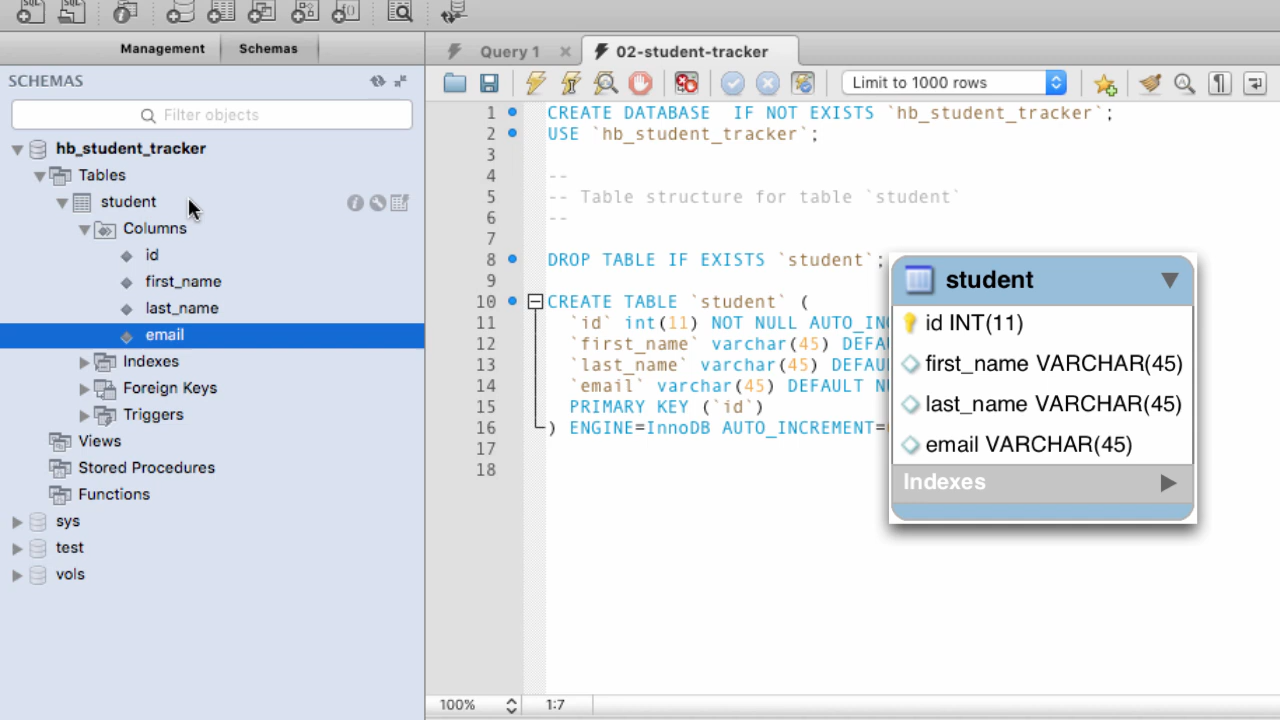 SQL SQL
Management Schemas
SCHEMAS
Filter objects
hb_student_tracker
Tables
student
Columns
id
first_name
last_name
email
Indexes
Foreign Keys
Triggers
Views
Stored Procedures
Functions
sys
test
vols
Query 1 02-student-tracker
Limit to 1000 rows
1 CREATE DATABASE  IF NOT EXISTS `hb_student_tracker`;
2 USE `hb_student_tracker`;
3
4 --
5 -- Table structure for table `student`
6 --
7
8 DROP TABLE IF EXISTS `student`;
9
10 CREATE TABLE `student` (
11 `id` int(11) NOT NULL
12 `first_name` varchar(45)
13 `last_name` varchar(45)
14 `email` varchar(45) DEFAULT
15 PRIMARY KEY (`id`)
16 ) ENGINE=InnoDB AUTO_INCREMENT=
17
18
student
id INT(11)
first_name VARCHAR(45)
last_name VARCHAR(45)
email VARCHAR(45)
Indexes
100% 1:7